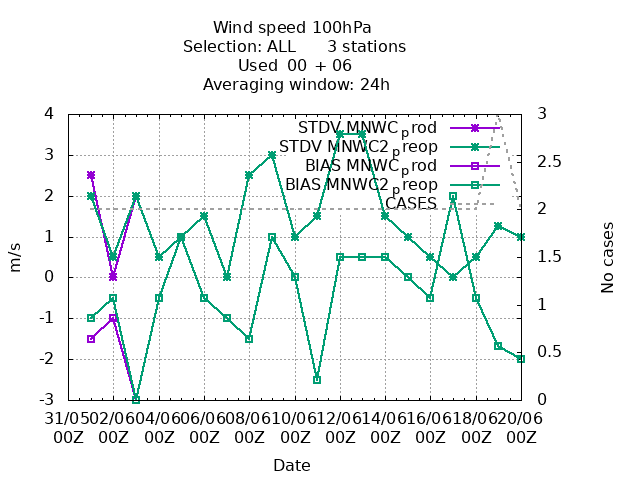 Wind speed 100hPa
Selection: ALL 3 stations
Used 00 + 06
Averaging window: 24h
STDV MNWC_prod
STDV MNWC2_preop
BIAS MNWC_prod
BIAS MNWC2_preop
CASES
4
3
2
1
0
-1
-2
-3
m/s
3
2.5
2
1.5
1
0.5
0
No cases
31/05 02/06 04/06 06/06 08/06 10/06 12/06 14/06 16/06 18/06 20/06
00Z 00Z 00Z 00Z 00Z 00Z 00Z 00Z 00Z 00Z 00Z
Date